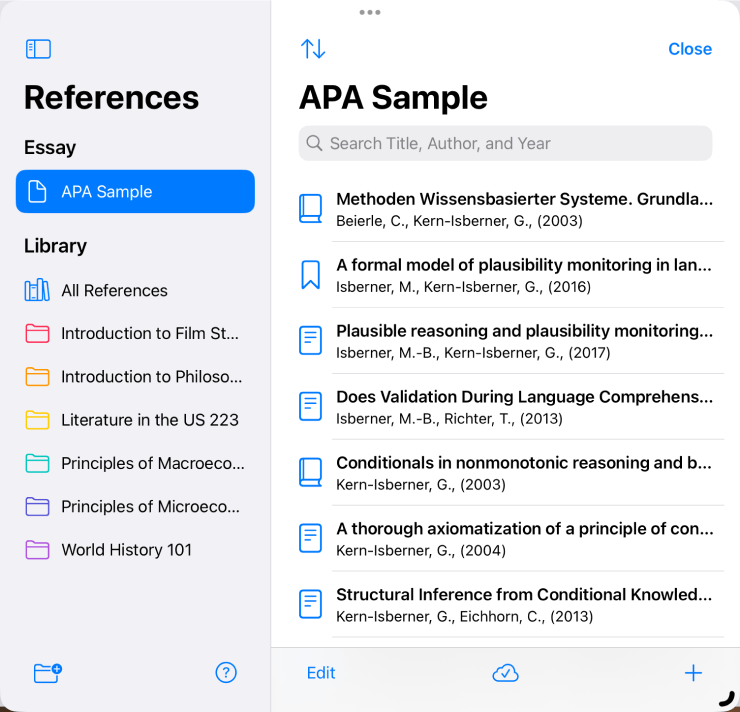 References
Essay
APA Sample
Library
All References
Introduction to Film St...
Introduction to Philoso...
Literature in the US 223
Principles of Macroeco...
Principles of Microeco...
World History 101
Close
APA Sample
Search Title, Author, and Year
Methoden Wissensbasierter Systeme. Grundla...
Beierle, C., Kern-Isberner, G., (2003)
A formal model of plausibility monitoring in lan...
Isberner, M., Kern-Isberner, G., (2016)
Plausible reasoning and plausibility monitoring...
Isberner, M.-B., Kern-Isberner, G., (2017)
Does Validation During Language Comprehens...
Isberner, M.-B., Richter, T., (2013)
Conditionals in nonmonotonic reasoning and b...
Kern-Isberner, G., (2003)
A thorough axiomatization of a principle of con...
Kern-Isberner, G., (2004)
Structural Inference from Conditional Knowled...
Kern-Isberner, G., Eichhorn, C., (2013)
Edit